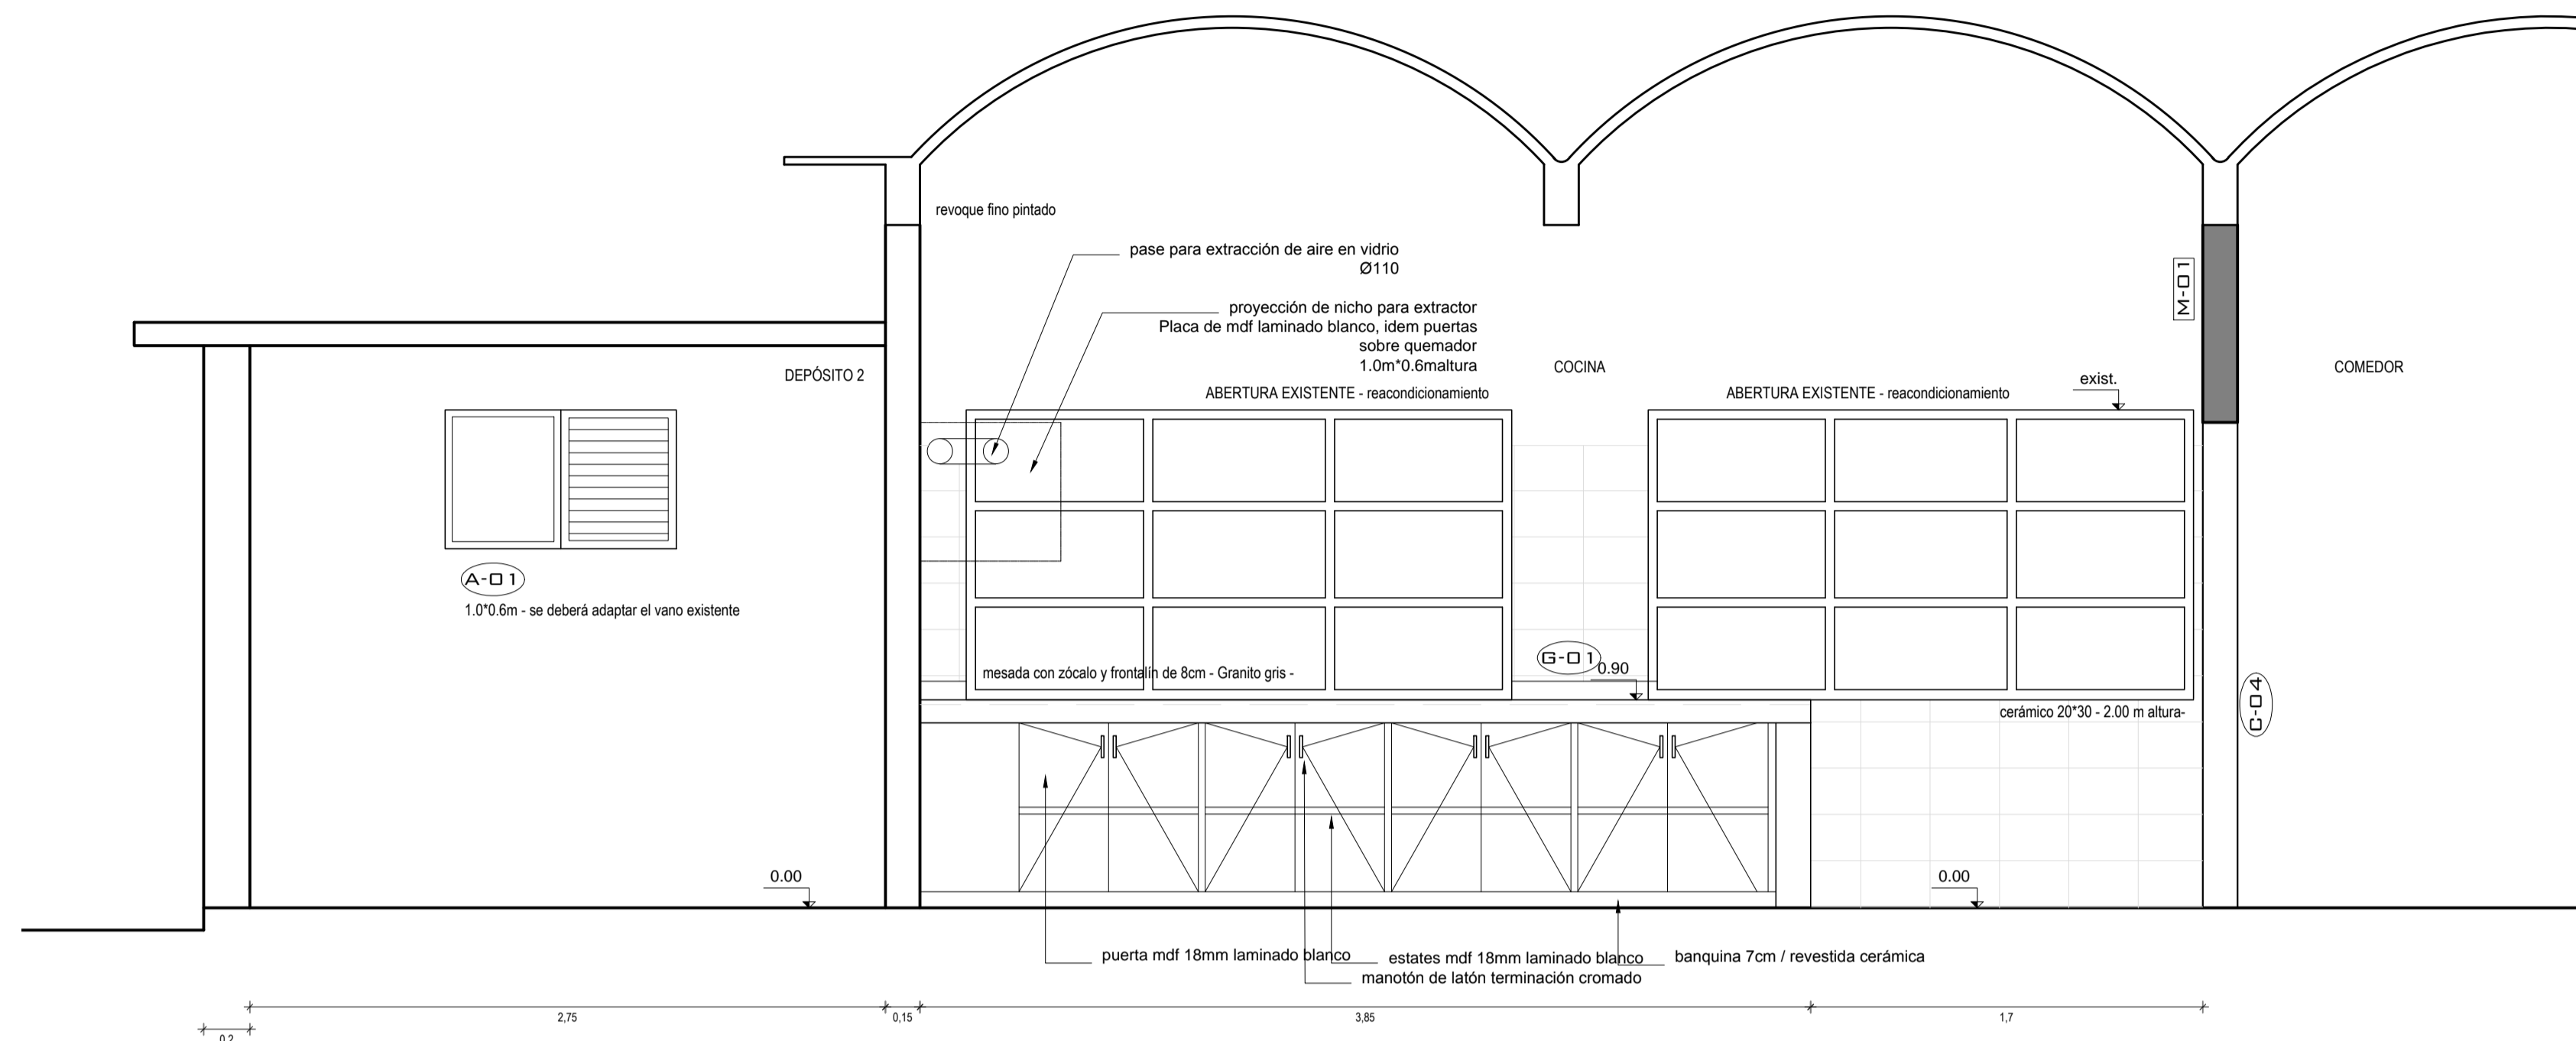 revoque fino pintado
pase para extracción de aire en vidrio
Ø110
proyección de nicho para extractor
Placa de mdf laminado blanco, idem puertas
sobre quemador
1.0m*0.6maltura
M-01
DEPÓSITO 2
COCINA
COMEDOR
ABERTURA EXISTENTE - reacondicionamiento
ABERTURA EXISTENTE - reacondicionamiento
exist.
A-01
1.0*0.6m - se deberá adaptar el vano existente
G-01
0.90
mesada con zócalo y frontalín de 8cm - Granito gris -
C-04
cerámico 20*30 - 2.00 m altura-
0.00
0.00
puerta mdf 18mm laminado blanco
estates mdf 18mm laminado blanco
banquina 7cm / revestida cerámica
manotón de latón terminación cromado
2,75
0,15
3,85
1,7
0,2